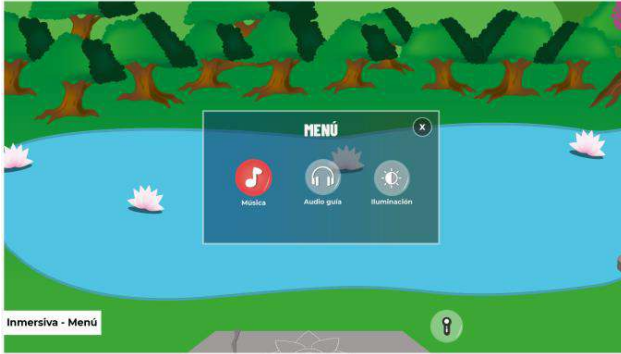 MENÚ
X
Música
Audio guía
Iluminación
Inmersiva - Menú